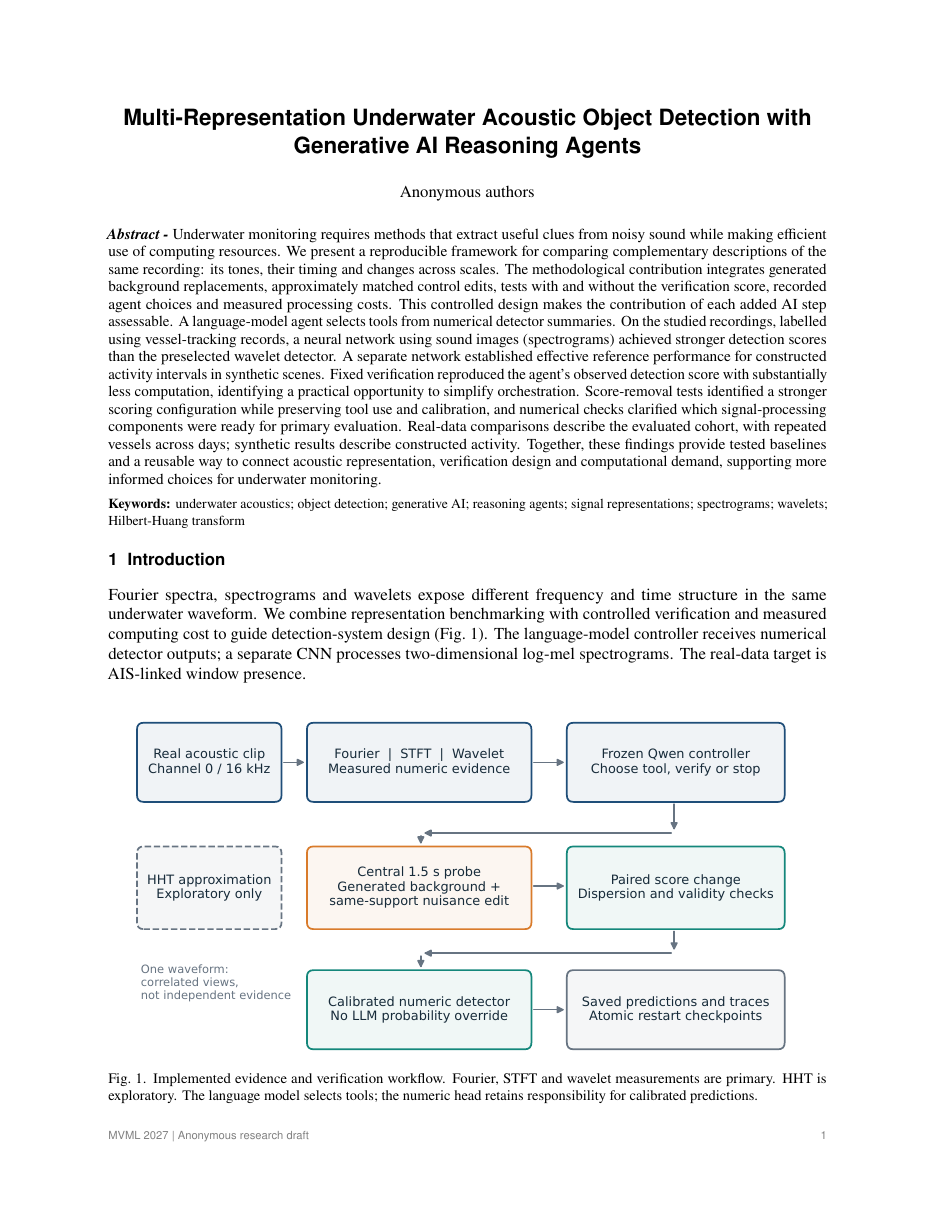 Multi-Representation Underwater Acoustic Object Detection with
Generative AI Reasoning Agents
Anonymous authors
Abstract - Underwater monitoring requires methods that extract useful clues from noisy sound while making efficient
use of computing resources. We present a reproducible framework for comparing complementary descriptions of the
same recording: its tones, their timing and changes across scales. The methodological contribution integrates generated
background replacements, approximately matched control edits, tests with and without the verification score, recorded
agent choices and measured processing costs. This controlled design makes the contribution of each added AI step
assessable. A language-model agent selects tools from numerical detector summaries. On the studied recordings, labelled
using vessel-tracking records, a neural network using sound images (spectrograms) achieved stronger detection scores
than the preselected wavelet detector. A separate network established effective reference performance for constructed
activity intervals in synthetic scenes. Fixed verification reproduced the agent's observed detection score with substantially
less computation, identifying a practical opportunity to simplify orchestration. Score-removal tests identified a stronger
scoring configuration while preserving tool use and calibration, and numerical checks clarified which signal-processing
components were ready for primary evaluation. Real-data comparisons describe the evaluated cohort, with repeated
vessels across days; synthetic results describe constructed activity. Together, these findings provide tested baselines
and a reusable way to connect acoustic representation, verification design and computational demand, supporting more
informed choices for underwater monitoring.
Keywords: underwater acoustics; object detection; generative AI; reasoning agents; signal representations; spectrograms; wavelets;
Hilbert-Huang transform
1 Introduction
Fourier spectra, spectrograms and wavelets expose different frequency and time structure in the same
underwater waveform. We combine representation benchmarking with controlled verification and measured
computing cost to guide detection-system design (Fig. 1). The language-model controller receives numerical
detector outputs; a separate CNN processes two-dimensional log-mel spectrograms. The real-data target is
AIS-linked window presence.
Real acoustic clip
Channel 0 / 16 kHz
Fourier | STFT | Wavelet
Measured numeric evidence
Frozen Qwen controller
Choose tool, verify or stop
HHT approximation
Exploratory only
Central 1.5 s probe
Generated background +
same-support nuisance edit
Paired score change
Dispersion and validity checks
One waveform:
correlated views,
not independent evidence
Calibrated numeric detector
No LLM probability override
Saved predictions and traces
Atomic restart checkpoints
Fig. 1. Implemented evidence and verification workflow. Fourier, STFT and wavelet measurements are primary. HHT is
exploratory. The language model selects tools; the numeric head retains responsibility for calibrated predictions.
MVML 2027 | Anonymous research draft
1